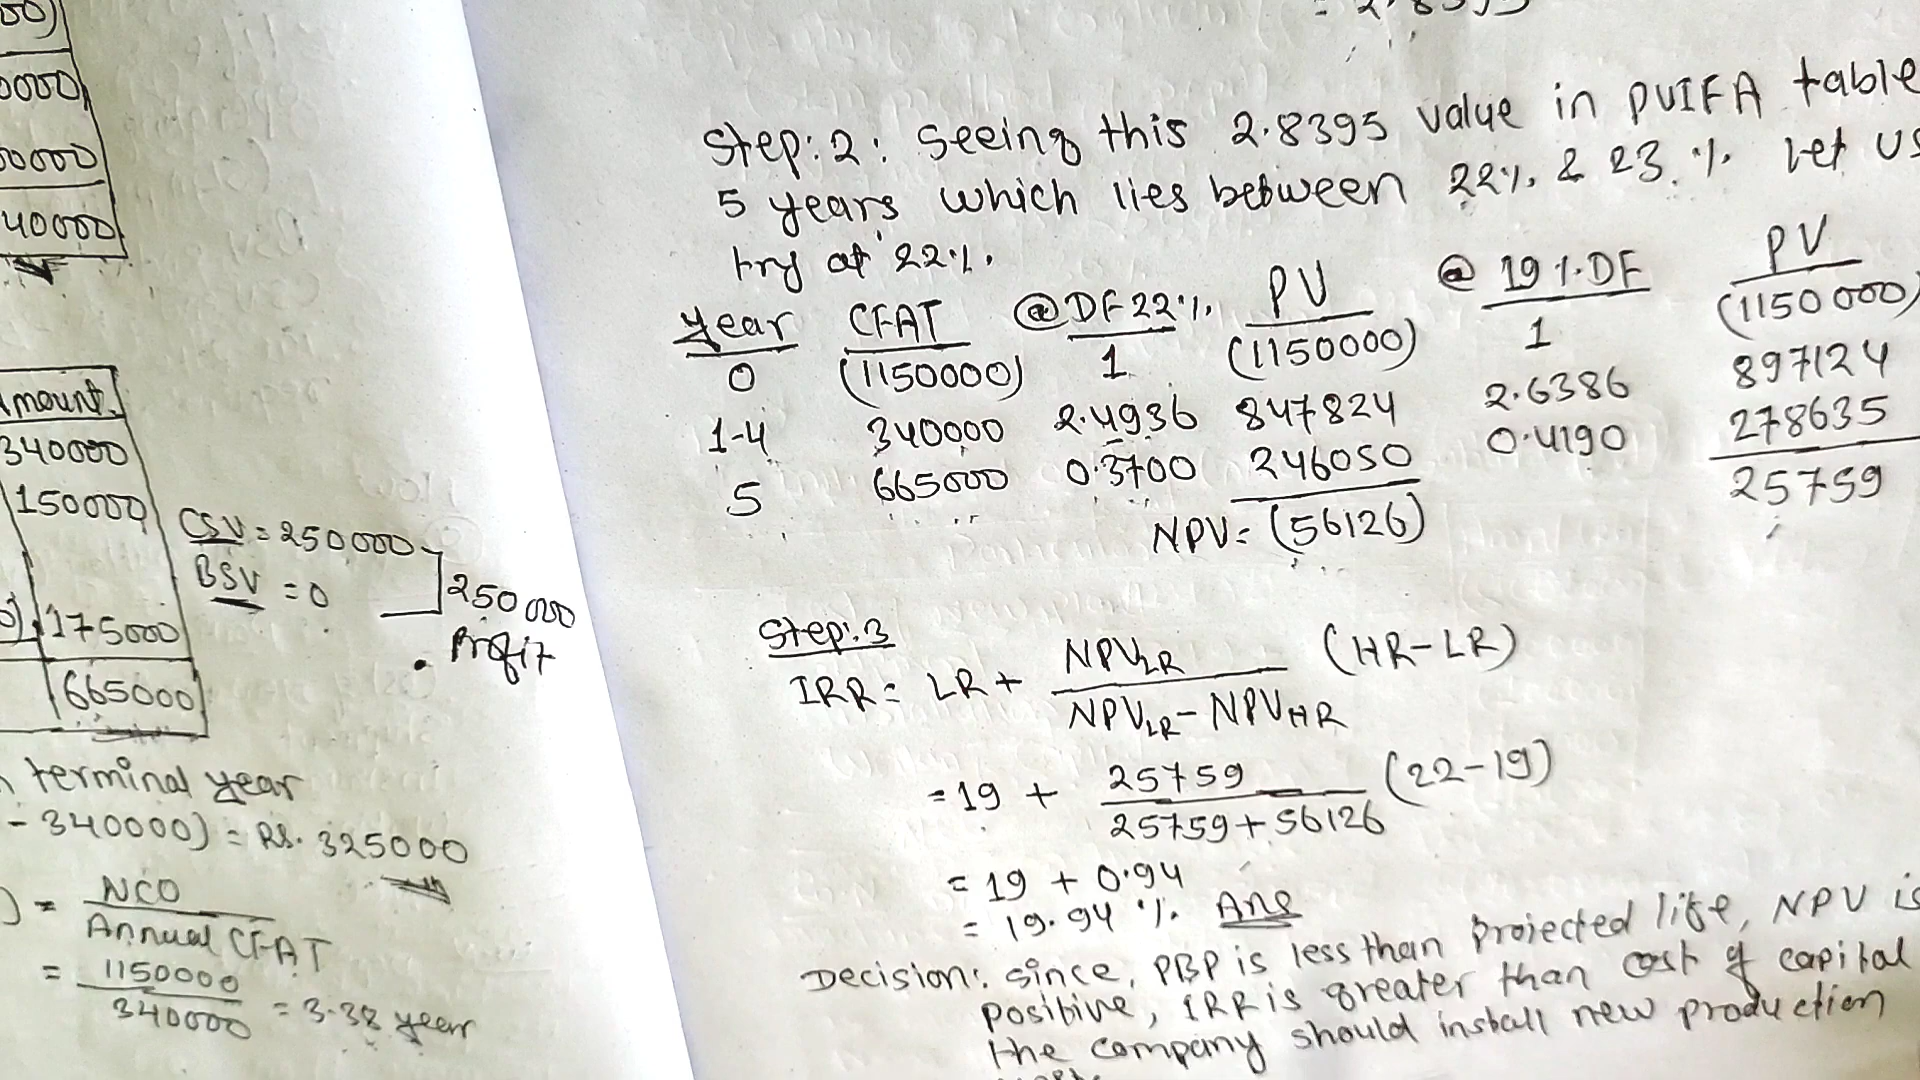 0000
0000
40000
Amount.
340000
150000
CSV = 250000
BSV = 0
250000
Profit
175000
665000
terminal year
- 340000) = Rs. 325000
) = NCO
Annual CFAT
= 1150000
340000 = 3.38 year
Step:2: Seeing this 2.8395 value in PVIFA table
5 years which lies between 22%. & 23.%. Let us
try at 22%.
Year CFAT @DF22%. PV @ 19%.DF PV
0 (1150000) 1 (1150000) 1 (1150000)
1-4 340000 2.4936 847824 2.6386 897124
5 665000 0.3700 246050 0.4190 278635
NPV= (56126) 25759
Step:3
IRR= LR+ NPVLR (HR-LR)
NPVLR- NPVHR
=19 + 25759 (22-19)
25759+56126
= 19 + 0.94
= 19.94 %. Ans
Decision: Since, PBP is less than projected life, NPV is
positive, IRR is greater than cost of capital
the company should install new production